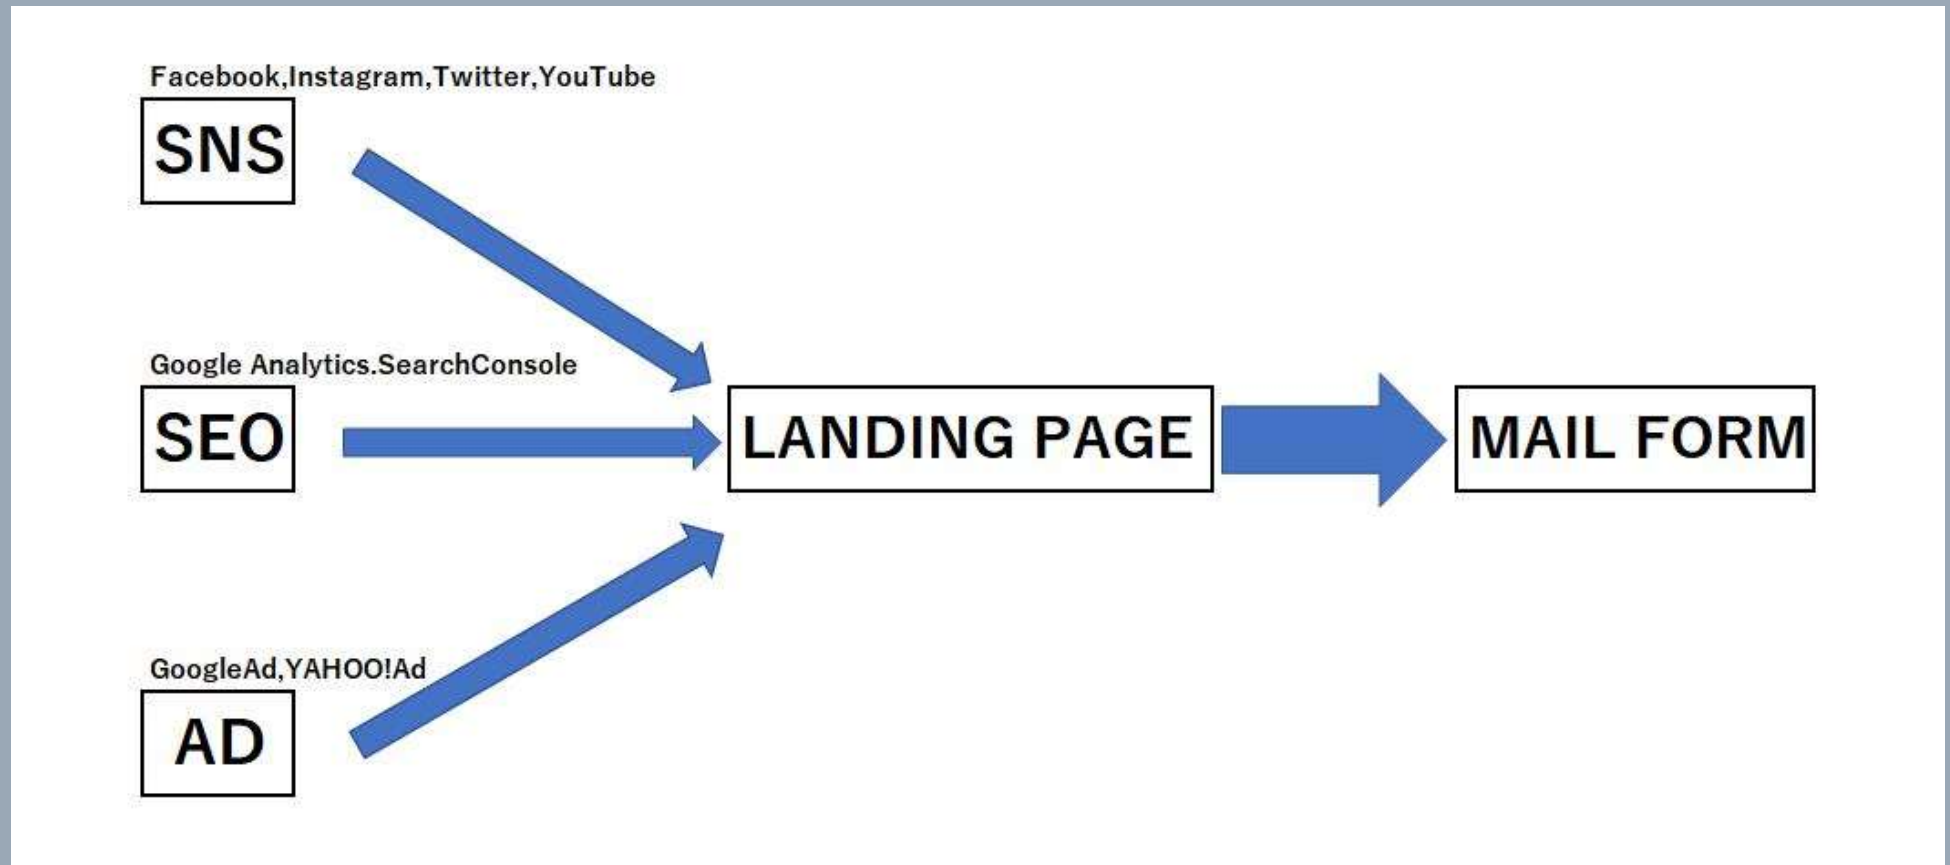 Facebook,Instagram,Twitter,YouTube
SNS
Google Analytics.SearchConsole
SEO
LANDING PAGE
MAIL FORM
GoogleAd,YAHOO!Ad
AD